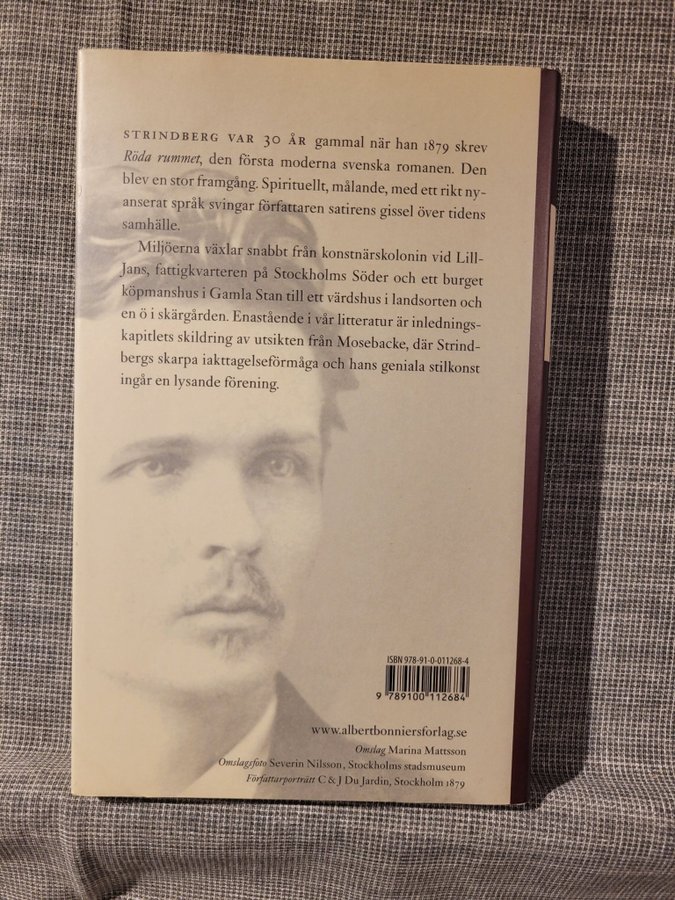 STRINDBERG VAR 30 ÅR gammal när han 1879 skrev
Röda rummet, den första moderna svenska romanen. Den
blev en stor framgång. Spirituellt, målande, med ett rikt ny-
anserat språk svingar författaren satirens gissel över tidens
samhälle.
Miljöerna växlar snabbt från konstnärskolonin vid Lill-
Jans, fattigkvarteren på Stockholms Söder och ett burget
köpmanshus i Gamla Stan till ett värdshus i landsorten och
en ö i skärgården. Enastående i vår litteratur är inlednings-
kapitlets skildring av utsikten från Mosebacke, där Strind-
bergs skarpa iakttagelseförmåga och hans geniala stilkonst
ingår en lysande förening.
ISBN 978-91-0-011268-4
9 789100 112684
www.albertbonniersforlag.se
Omslag Marina Mattsson
Omslagsfoto Severin Nilsson, Stockholms stadsmuseum
Författarporträtt C & J Du Jardin, Stockholm 1879